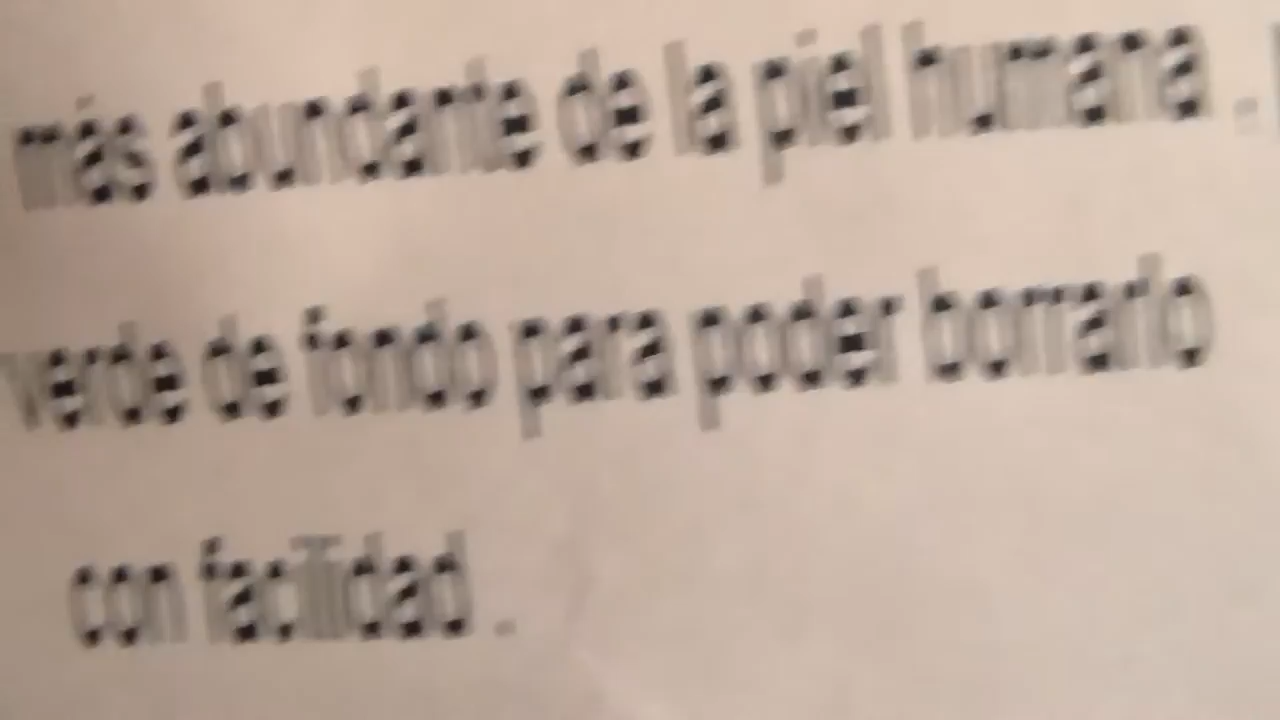 más abundante de la piel humana .
verde de fondo para poder borrarlo
con facilidad .